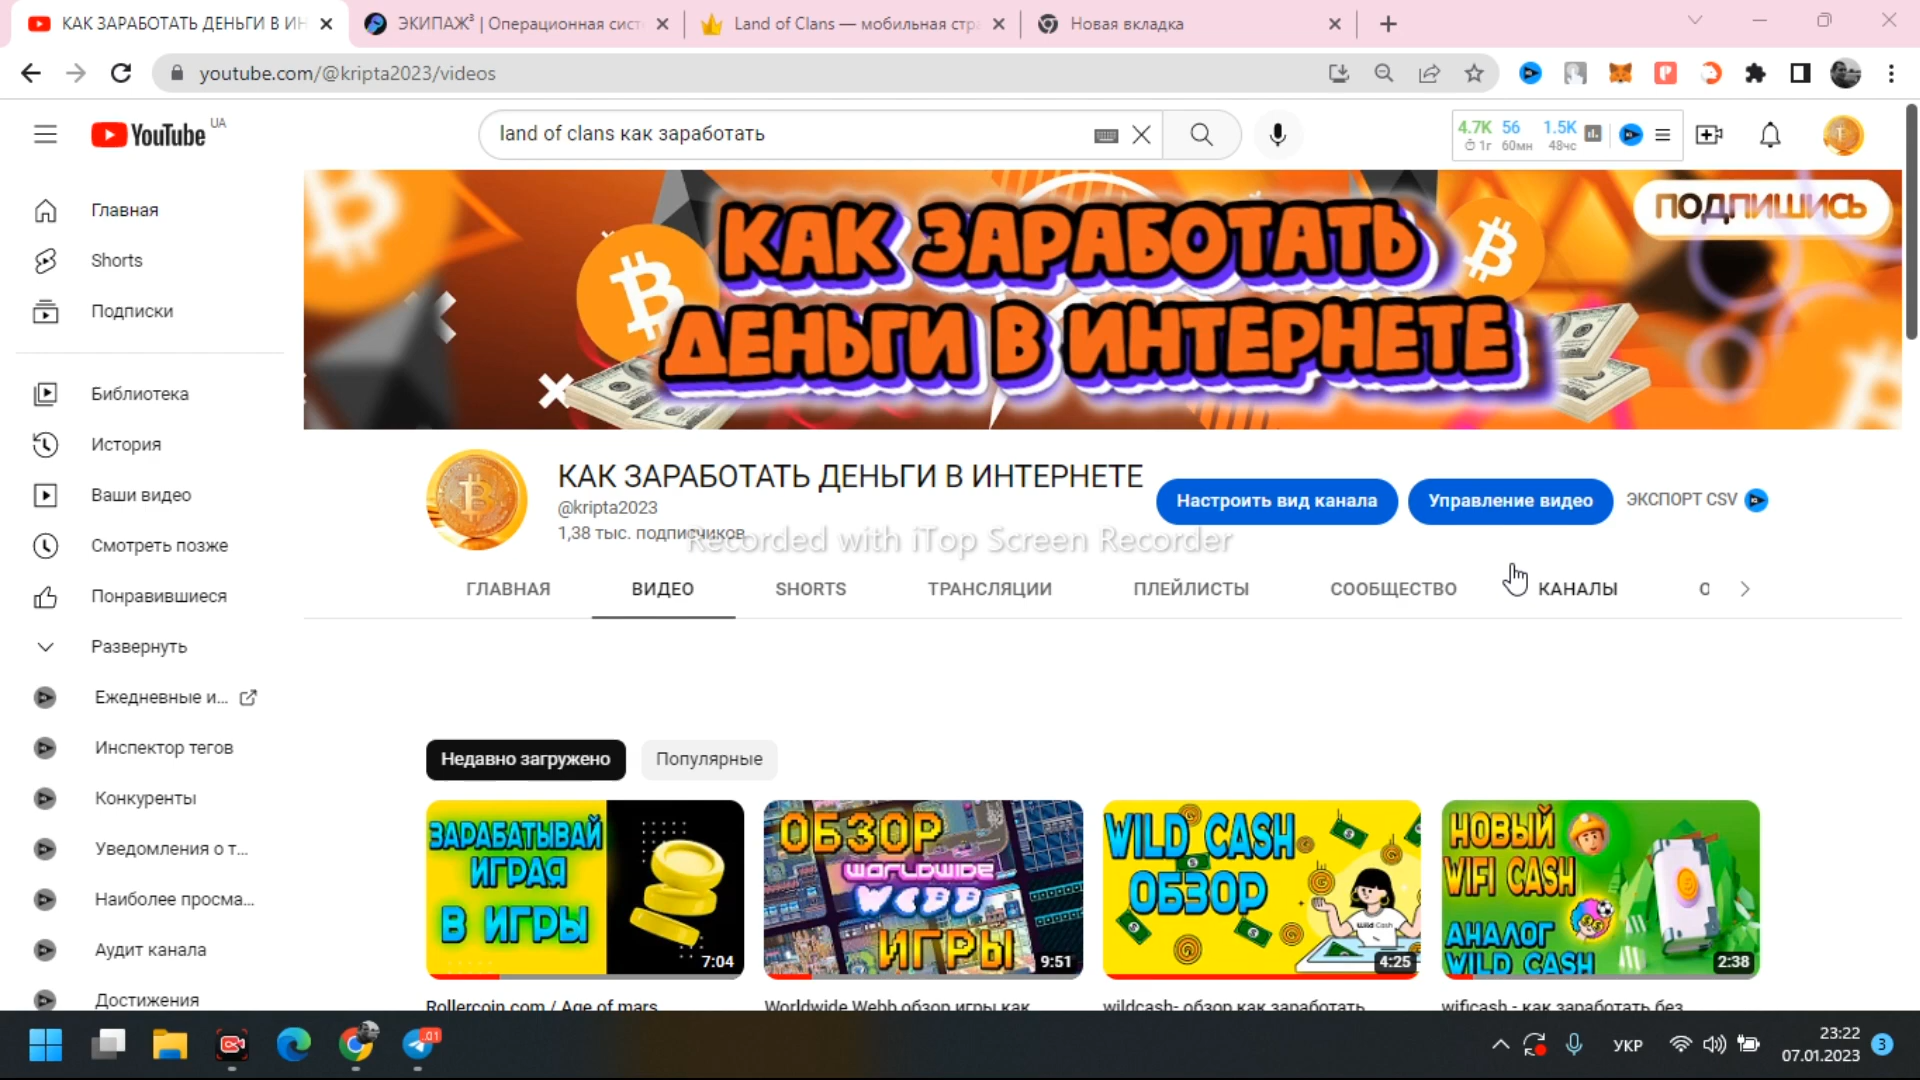 КАК ЗАРАБОТАТЬ ДЕНЬГИ В ИН
ЭКИПАЖ³ | Операционная сист
Land of Clans — мобильная стра
Новая вкладка
youtube.com/@kripta2023/videos
YouTube UA
land of clans как заработать
4.7K 56 1.5K
1г 60мн 48чс
Главная
Shorts
Подписки
Библиотека
История
Ваши видео
Смотреть позже
Понравившиеся
Развернуть
Ежедневные и...
Инспектор тегов
Конкуренты
Уведомления о т...
Наиболее просма...
Аудит канала
Достижения
ПОДПИШИСЬ
КАК ЗАРАБОТАТЬ
ДЕНЬГИ В ИНТЕРНЕТЕ
КАК ЗАРАБОТАТЬ ДЕНЬГИ В ИНТЕРНЕТЕ
@kripta2023
1,38 тыс. подписчиков
Настроить вид канала
Управление видео
ЭКСПОРТ CSV
Recorded with iTop Screen Recorder
ГЛАВНАЯ ВИДЕО SHORTS ТРАНСЛЯЦИИ ПЛЕЙЛИСТЫ СООБЩЕСТВО КАНАЛЫ О
Недавно загружено
Популярные
ЗАРАБАТЫВАЙ
ИГРАЯ
В ИГРЫ
7:04
ОБЗОР
WORLDWIDE
WEBB
ИГРЫ
9:51
WILD CASH
ОБЗОР
Wild Cash
4:25
НОВЫЙ
WIFI CASH
АНАЛОГ
WILD CASH
2:38
Rollercoin.com / Age of mars
Worldwide Webb обзор игры как
wildcash- обзор как заработать
wificash - как заработать без
УКР
23:22
07.01.2023
3